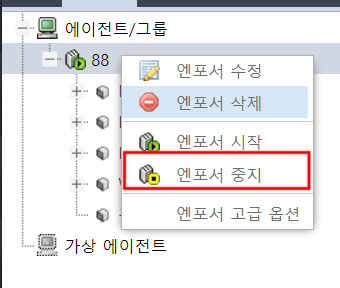 에이전트/그룹
88
엔포서 수정
엔포서 삭제
엔포서 시작
엔포서 중지
엔포서 고급 옵션
가상 에이전트